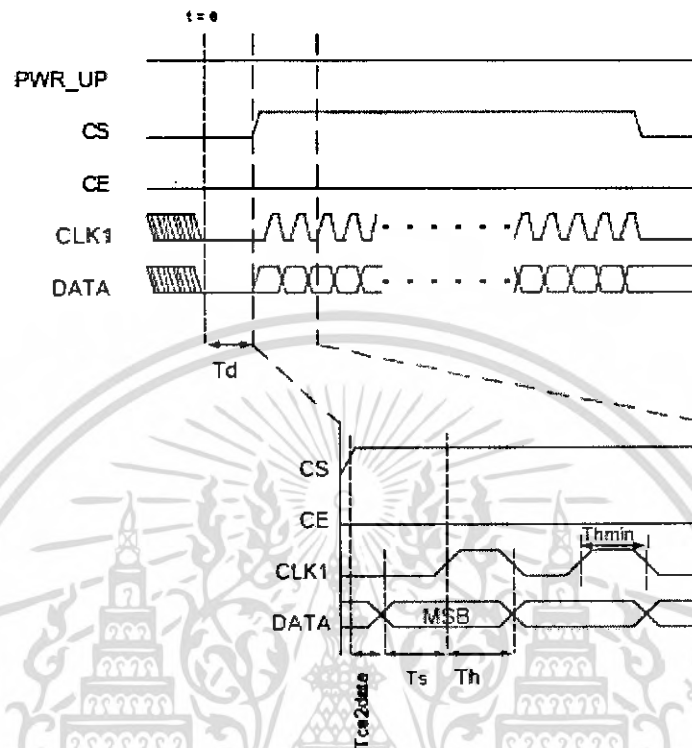 t = 0
PWR_UP
CS
CE
CLK1
DATA
Td
CS
CE
Thmin
CLK1
DATA
MSB
Ts
Th
Tcs2data